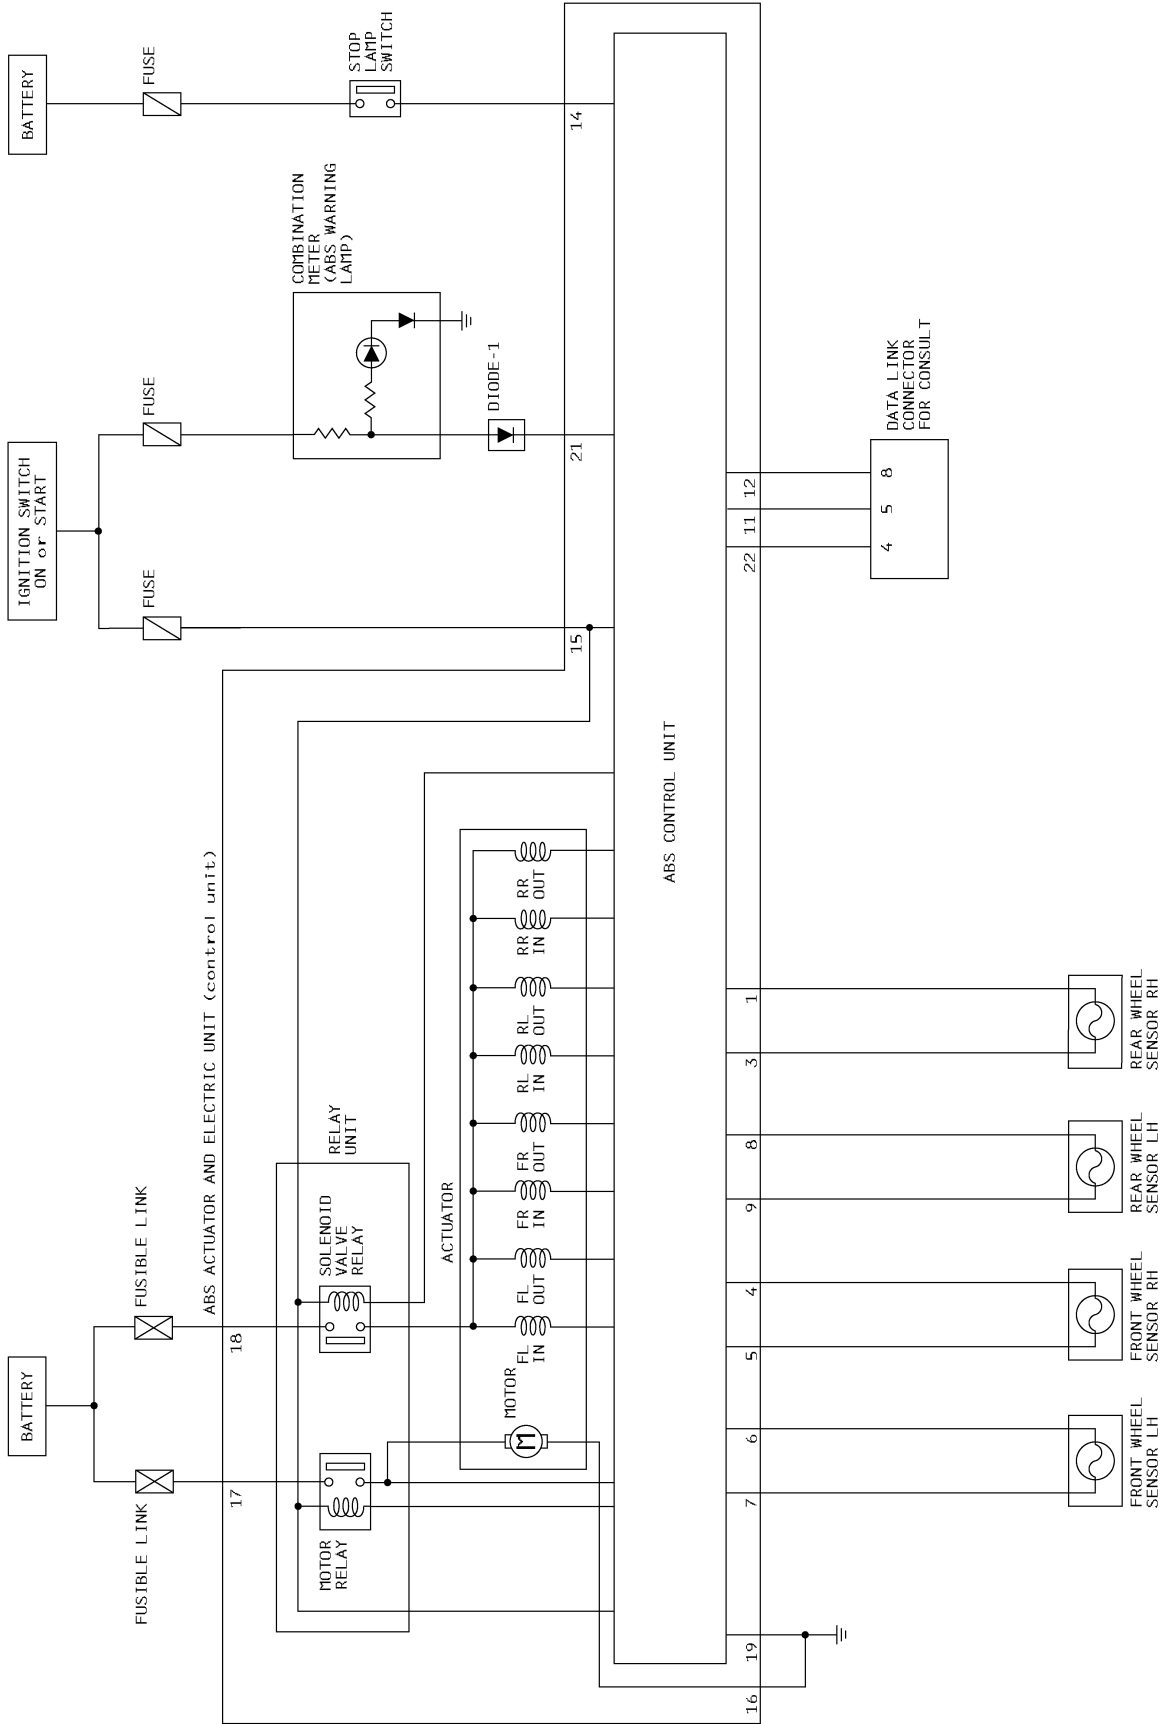 BATTERY
FUSIBLE LINK
FUSIBLE LINK
17
18
ABS ACTUATOR AND ELECTRIC UNIT (control unit)
MOTOR
RELAY
SOLENOID
VALVE
RELAY
RELAY
UNIT
ACTUATOR
MOTOR
M
FL
IN
FL
OUT
FR
IN
FR
OUT
RL
IN
RL
OUT
RR
IN
RR
OUT
IGNITION SWITCH
ON or START
FUSE
FUSE
15
COMBINATION
METER
(ABS WARNING
LAMP)
DIODE-1
21
BATTERY
FUSE
STOP
LAMP
SWITCH
14
ABS CONTROL UNIT
16
19
7
6
5
4
9
8
3
1
22
11
12
FRONT WHEEL
SENSOR LH
FRONT WHEEL
SENSOR RH
REAR WHEEL
SENSOR LH
REAR WHEEL
SENSOR RH
4
5
8
DATA LINK
CONNECTOR
FOR CONSULT